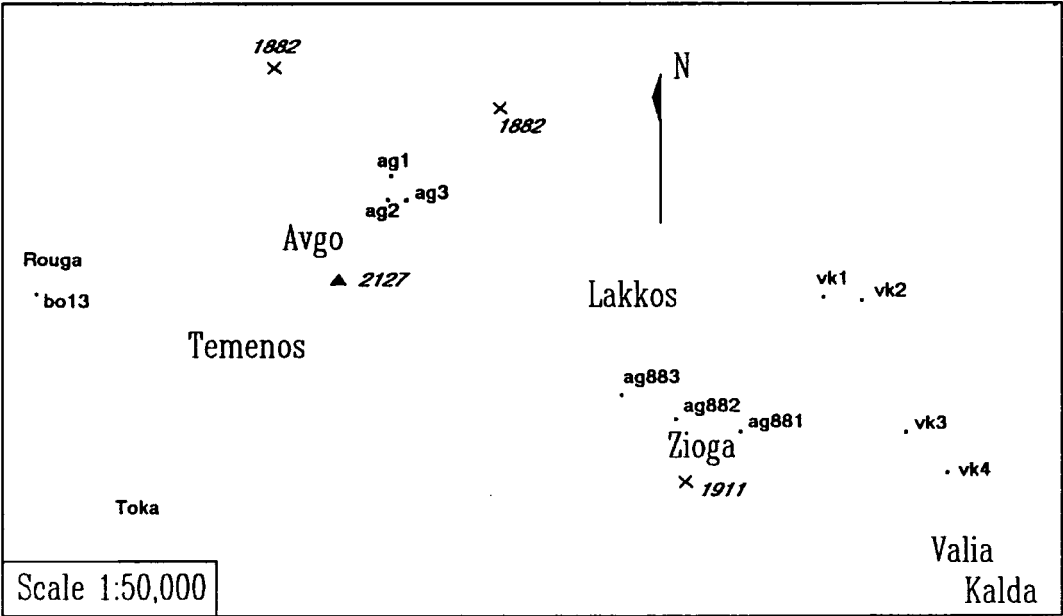 1882
N
1882
ag1
ag3
ag2
Avgo
Rouga
2127
bo13
Lakkos
vk1
vk2
Temenos
ag883
ag882
ag881
vk3
Zioga
vk4
1911
Toka
Valia
Kalda
Scale 1:50,000